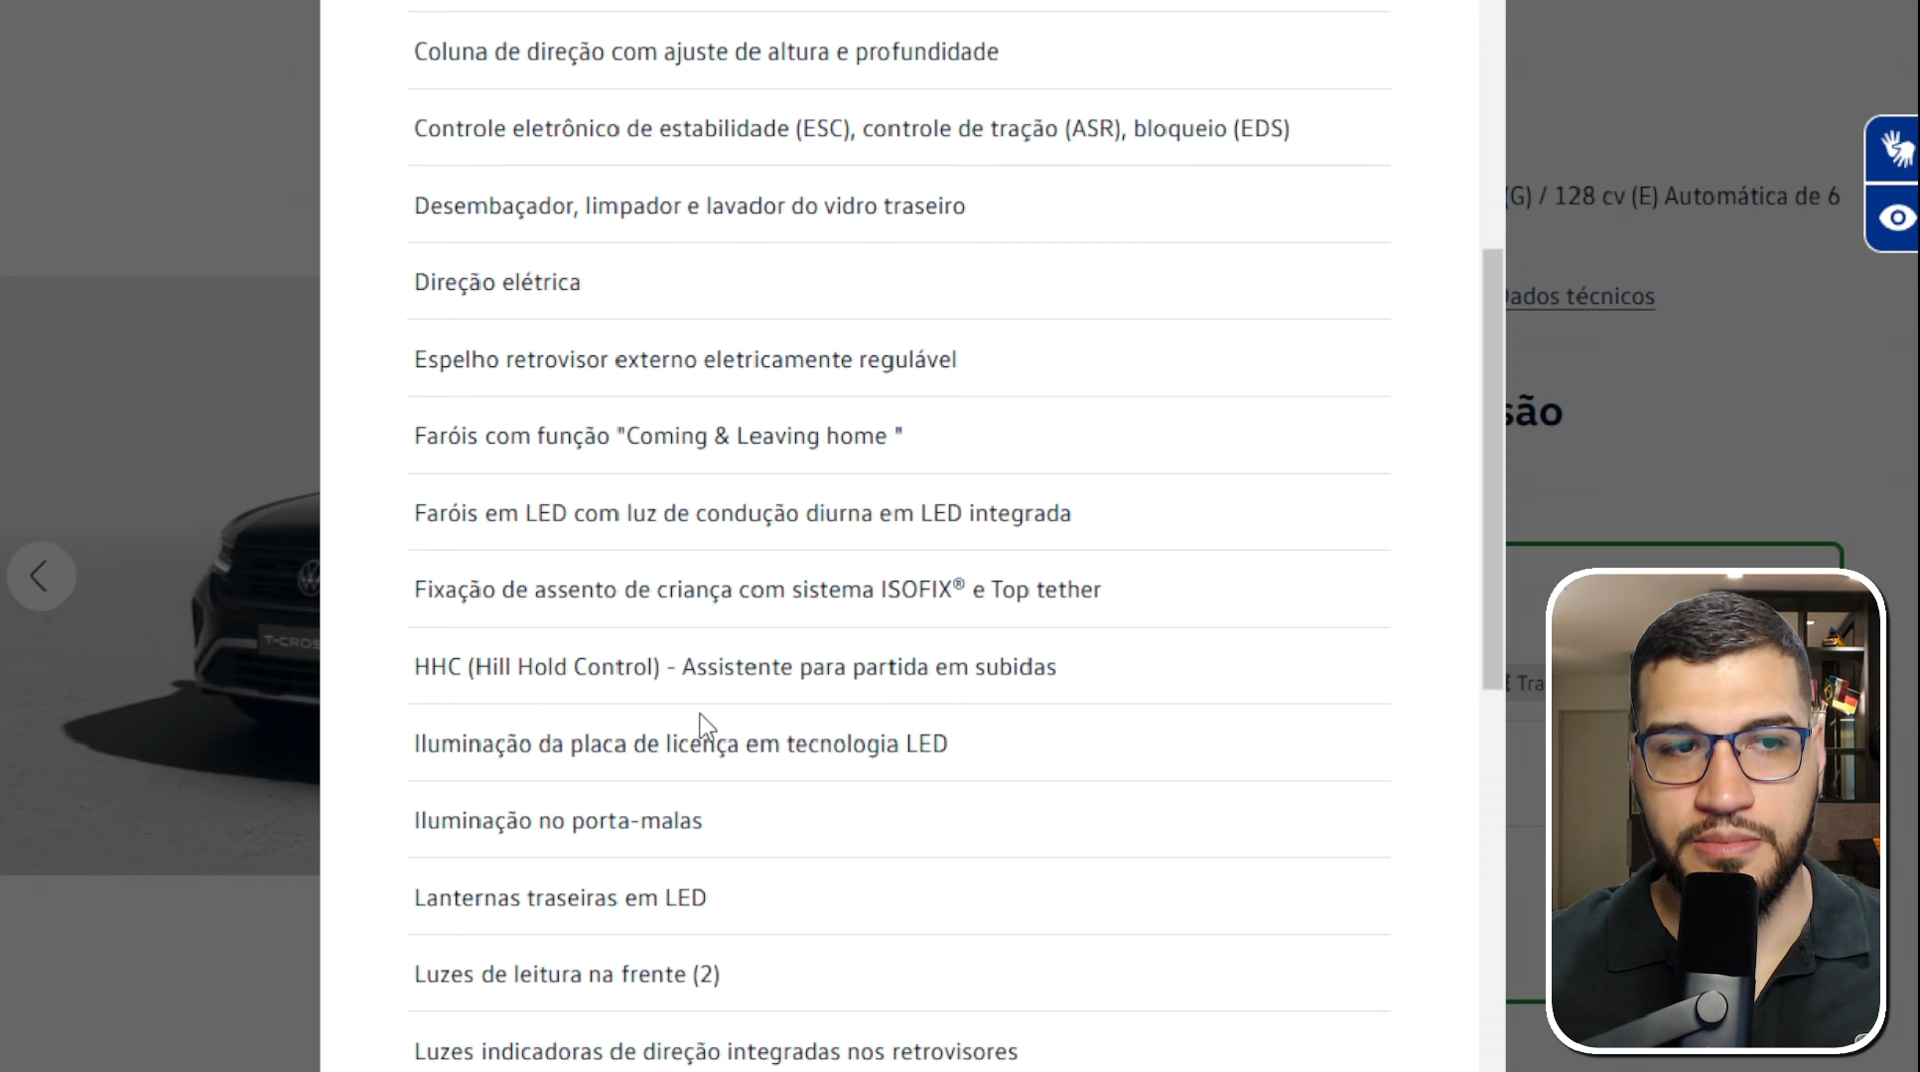 Coluna de direção com ajuste de altura e profundidade
Controle eletrônico de estabilidade (ESC), controle de tração (ASR), bloqueio (EDS)
(G) / 128 cv (E) Automática de 6
Desembaçador, limpador e lavador do vidro traseiro
Direção elétrica
Dados técnicos
Espelho retrovisor externo eletricamente regulável
são
Faróis com função "Coming & Leaving home "
Faróis em LED com luz de condução diurna em LED integrada
Fixação de assento de criança com sistema ISOFIX® e Top tether
T-CROS
HHC (Hill Hold Control) - Assistente para partida em subidas
Tra
Iluminação da placa de licença em tecnologia LED
Iluminação no porta-malas
Lanternas traseiras em LED
Luzes de leitura na frente (2)
Luzes indicadoras de direção integradas nos retrovisores